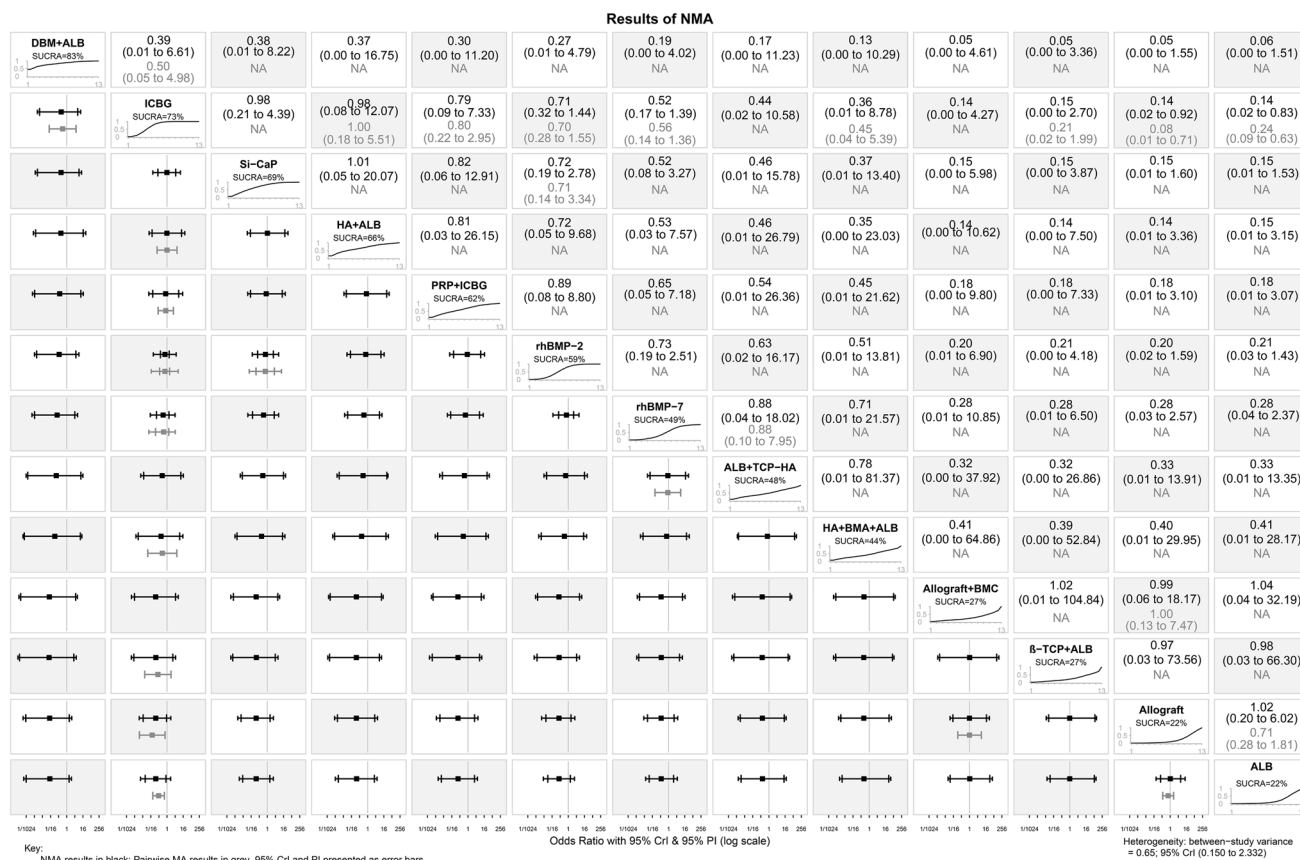 Results of NMA
DBM+ALB
SUCRA=83%
0.39
(0.01 to 6.61)
0.50
(0.05 to 4.98)
0.38
(0.01 to 8.22)
NA
0.37
(0.00 to 16.75)
NA
0.30
(0.00 to 11.20)
NA
0.27
(0.01 to 4.79)
NA
0.19
(0.00 to 4.02)
NA
0.17
(0.00 to 11.23)
NA
0.13
(0.00 to 10.29)
NA
0.05
(0.00 to 4.61)
NA
0.05
(0.00 to 3.36)
NA
0.05
(0.00 to 1.55)
NA
0.06
(0.00 to 1.51)
NA
ICBG
SUCRA=73%
0.98
(0.21 to 4.39)
NA
0.98
(0.08 to 12.07)
1.00
(0.18 to 5.51)
0.79
(0.09 to 7.33)
0.80
(0.22 to 2.95)
0.71
(0.32 to 1.44)
0.70
(0.28 to 1.55)
0.52
(0.17 to 1.39)
0.56
(0.14 to 1.36)
0.44
(0.02 to 10.58)
NA
0.36
(0.01 to 8.78)
0.45
(0.04 to 5.39)
0.14
(0.00 to 4.27)
NA
0.15
(0.00 to 2.70)
0.21
(0.02 to 1.99)
0.14
(0.02 to 0.92)
0.08
(0.01 to 0.71)
0.14
(0.02 to 0.83)
0.24
(0.09 to 0.63)
Si−CaP
SUCRA=69%
1.01
(0.05 to 20.07)
NA
0.82
(0.06 to 12.91)
NA
0.72
(0.19 to 2.78)
0.71
(0.14 to 3.34)
0.52
(0.08 to 3.27)
NA
0.46
(0.01 to 15.78)
NA
0.37
(0.01 to 13.40)
NA
0.15
(0.00 to 5.98)
NA
0.15
(0.00 to 3.87)
NA
0.15
(0.01 to 1.60)
NA
0.15
(0.01 to 1.53)
NA
HA+ALB
SUCRA=66%
0.81
(0.03 to 26.15)
NA
0.72
(0.05 to 9.68)
NA
0.53
(0.03 to 7.57)
NA
0.46
(0.01 to 26.79)
NA
0.35
(0.00 to 23.03)
NA
0.14
(0.00 to 10.62)
NA
0.14
(0.00 to 7.50)
NA
0.14
(0.01 to 3.36)
NA
0.15
(0.01 to 3.15)
NA
PRP+ICBG
SUCRA=62%
0.89
(0.08 to 8.80)
NA
0.65
(0.05 to 7.18)
NA
0.54
(0.01 to 26.36)
NA
0.45
(0.01 to 21.62)
NA
0.18
(0.00 to 9.80)
NA
0.18
(0.00 to 7.33)
NA
0.18
(0.01 to 3.10)
NA
0.18
(0.01 to 3.07)
NA
rhBMP−2
SUCRA=59%
0.73
(0.19 to 2.51)
NA
0.63
(0.02 to 16.17)
NA
0.51
(0.01 to 13.81)
NA
0.20
(0.01 to 6.90)
NA
0.21
(0.00 to 4.18)
NA
0.20
(0.02 to 1.59)
NA
0.21
(0.03 to 1.43)
NA
rhBMP−7
SUCRA=49%
0.88
(0.04 to 18.02)
0.88
(0.10 to 7.95)
0.71
(0.01 to 21.57)
NA
0.28
(0.01 to 10.85)
NA
0.28
(0.01 to 6.50)
NA
0.28
(0.03 to 2.57)
NA
0.28
(0.04 to 2.37)
NA
ALB+TCP−HA
SUCRA=48%
0.78
(0.01 to 81.37)
NA
0.32
(0.00 to 37.92)
NA
0.32
(0.00 to 26.86)
NA
0.33
(0.01 to 13.91)
NA
0.33
(0.01 to 13.35)
NA
HA+BMA+ALB
SUCRA=44%
0.41
(0.00 to 64.86)
NA
0.39
(0.00 to 52.84)
NA
0.40
(0.01 to 29.95)
NA
0.41
(0.01 to 28.17)
NA
Allograft+BMC
SUCRA=27%
1.02
(0.01 to 104.84)
NA
0.99
(0.06 to 18.17)
1.00
(0.13 to 7.47)
1.04
(0.04 to 32.19)
NA
ß−TCP+ALB
SUCRA=27%
0.97
(0.03 to 73.56)
NA
0.98
(0.03 to 66.30)
NA
Allograft
SUCRA=22%
1.02
(0.20 to 6.02)
0.71
(0.28 to 1.81)
ALB
SUCRA=22%
1/1024 1/16 1 4 16 256
Odds Ratio with 95% CrI & 95% PI (log scale)
Key:
NMA results in black; Pairwise MA results in grey. 95% CrI and PI presented as error bars.
Heterogeneity: between−study variance
= 0.65; 95% CrI (0.150 to 2.332)